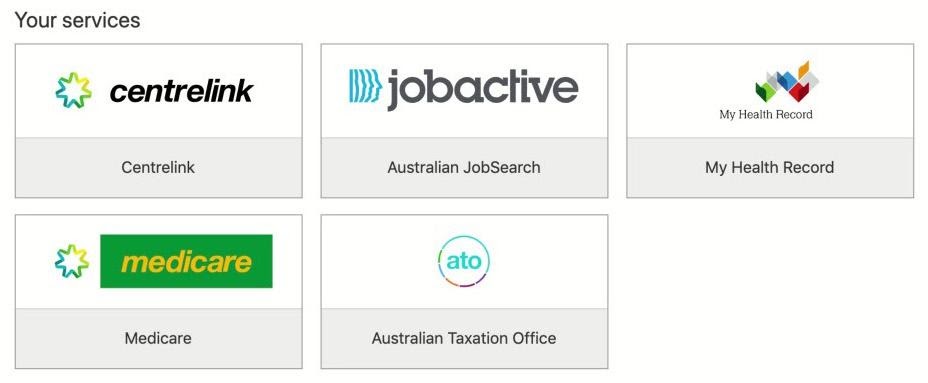 Your services
centrelink
jobactive
My Health Record
Centrelink
Australian JobSearch
My Health Record
medicare
ato
Medicare
Australian Taxation Office